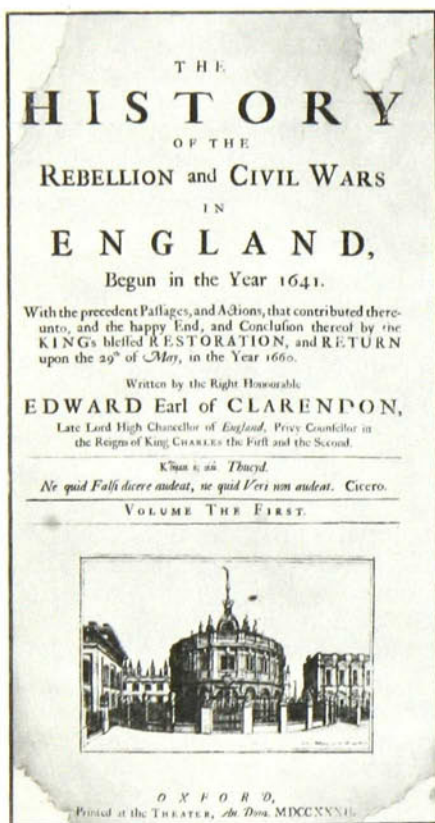 THE
HISTORY
OF THE
REBELLION and CIVIL WARS
IN
ENGLAND,
Begun in the Year 1641.
With the precedent Paſſages, and Actions, that contributed there-
unto, and the happy End, and Concluſion thereof by the
KING's bleſſed RESTORATION, and RETURN
upon the 29th of May, in the Year 1660.
Written by the Right Honourable
EDWARD Earl of CLARENDON,
Late Lord High Chancellor of England, Privy Counſellor in
the Reigns of King CHARLES the Firſt and the Second.
Thucyd.
Ne quid Falſi dicere audeat, ne quid Veri non audeat. Cicero.
VOLUME THE FIRST.
OXFORD,
Printed at the THEATER, An. Dom. MDCCXXXII.